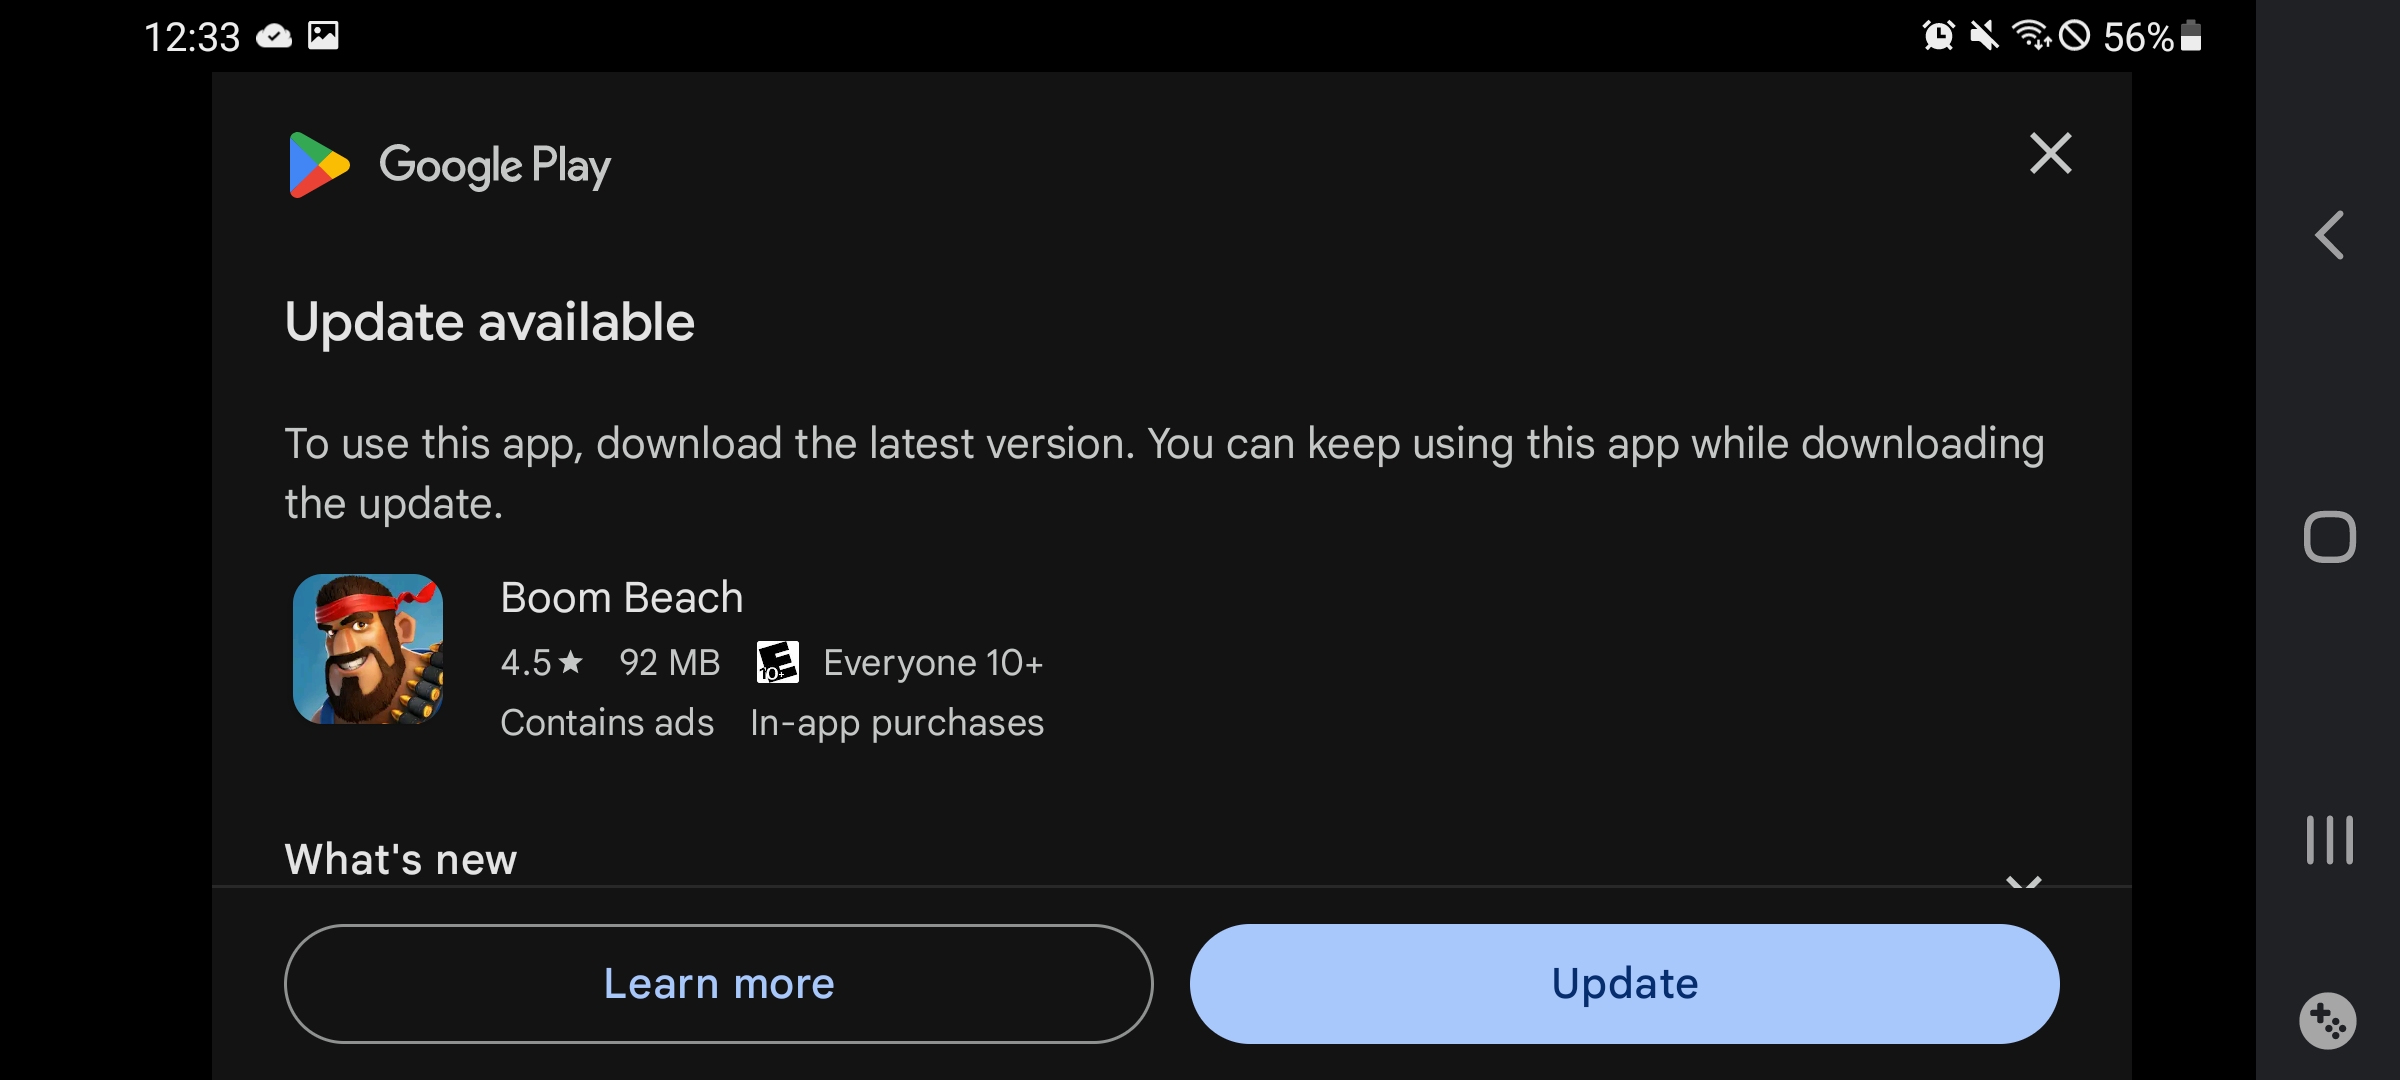 12:33
56%
Google Play
Update available
To use this app, download the latest version. You can keep using this app while downloading
the update.
Boom Beach
4.5★ 92 MB E 10+ Everyone 10+
Contains ads In-app purchases
What's new
Learn more
Update